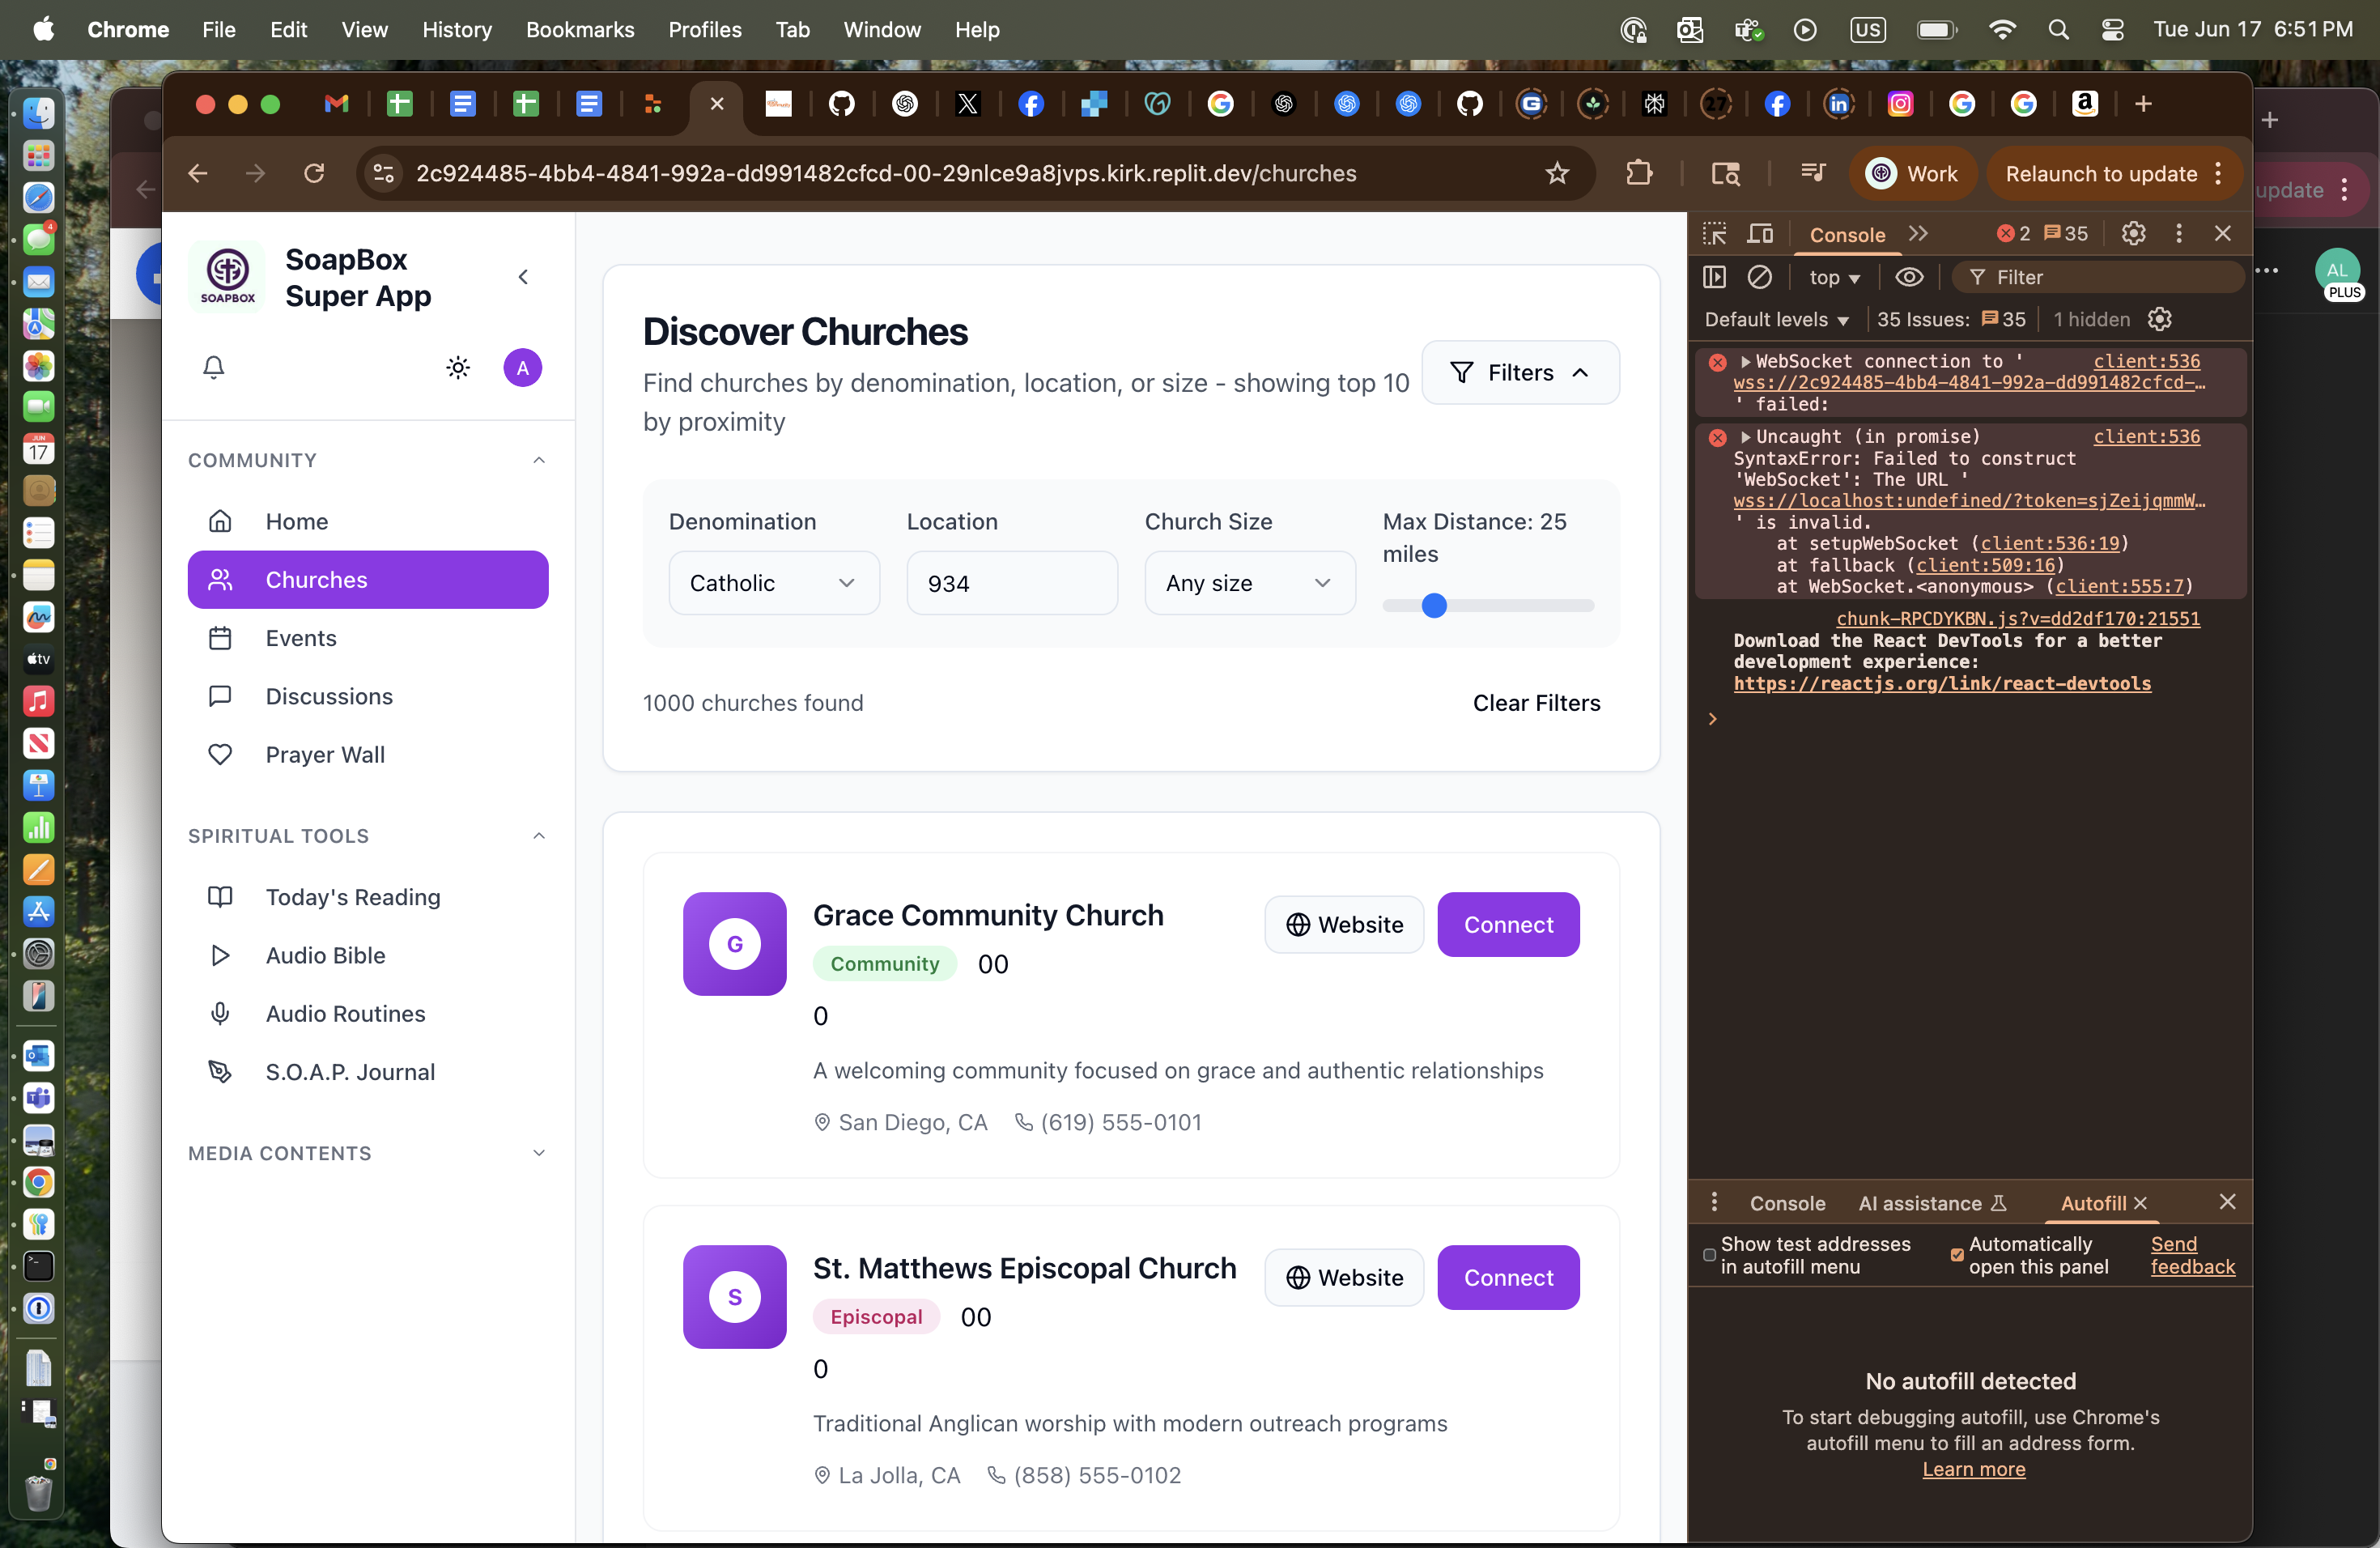 Chrome File Edit View History Bookmarks Profiles Tab Window Help
US
Tue Jun 17 6:51 PM
2c924485-4bb4-4841-992a-dd991482cfcd-00-29nlce9a8jvps.kirk.replit.dev/churches
Work
Relaunch to update
update
AL
PLUS
SOAPBOX
SoapBox
Super App
A
COMMUNITY
Home
Churches
Events
Discussions
Prayer Wall
SPIRITUAL TOOLS
Today's Reading
Audio Bible
Audio Routines
S.O.A.P. Journal
MEDIA CONTENTS
Discover Churches
Find churches by denomination, location, or size - showing top 10
by proximity
Filters
Denomination
Location
Church Size
Max Distance: 25
miles
Catholic
934
Any size
1000 churches found
Clear Filters
G
Grace Community Church
Website
Connect
Community
00
0
A welcoming community focused on grace and authentic relationships
San Diego, CA
(619) 555-0101
S
St. Matthews Episcopal Church
Website
Connect
Episcopal
00
0
Traditional Anglican worship with modern outreach programs
La Jolla, CA
(858) 555-0102
Console
2
35
top
Filter
Default levels
35 Issues:
35
1 hidden
WebSocket connection to ' client:536
wss://2c924485-4bb4-4841-992a-dd991482cfcd-…
' failed:
Uncaught (in promise) client:536
SyntaxError: Failed to construct
'WebSocket': The URL '
wss://localhost:undefined/?token=sjZeijqmmW…
' is invalid.
at setupWebSocket (client:536:19)
at fallback (client:509:16)
at WebSocket.<anonymous> (client:555:7)
chunk-RPCDYKBN.js?v=dd2df170:21551
Download the React DevTools for a better
development experience:
https://reactjs.org/link/react-devtools
Console
AI assistance
Autofill
Show test addresses
in autofill menu
Automatically
open this panel
Send
feedback
No autofill detected
To start debugging autofill, use Chrome's
autofill menu to fill an address form.
Learn more
4
JUN
17
tv
27